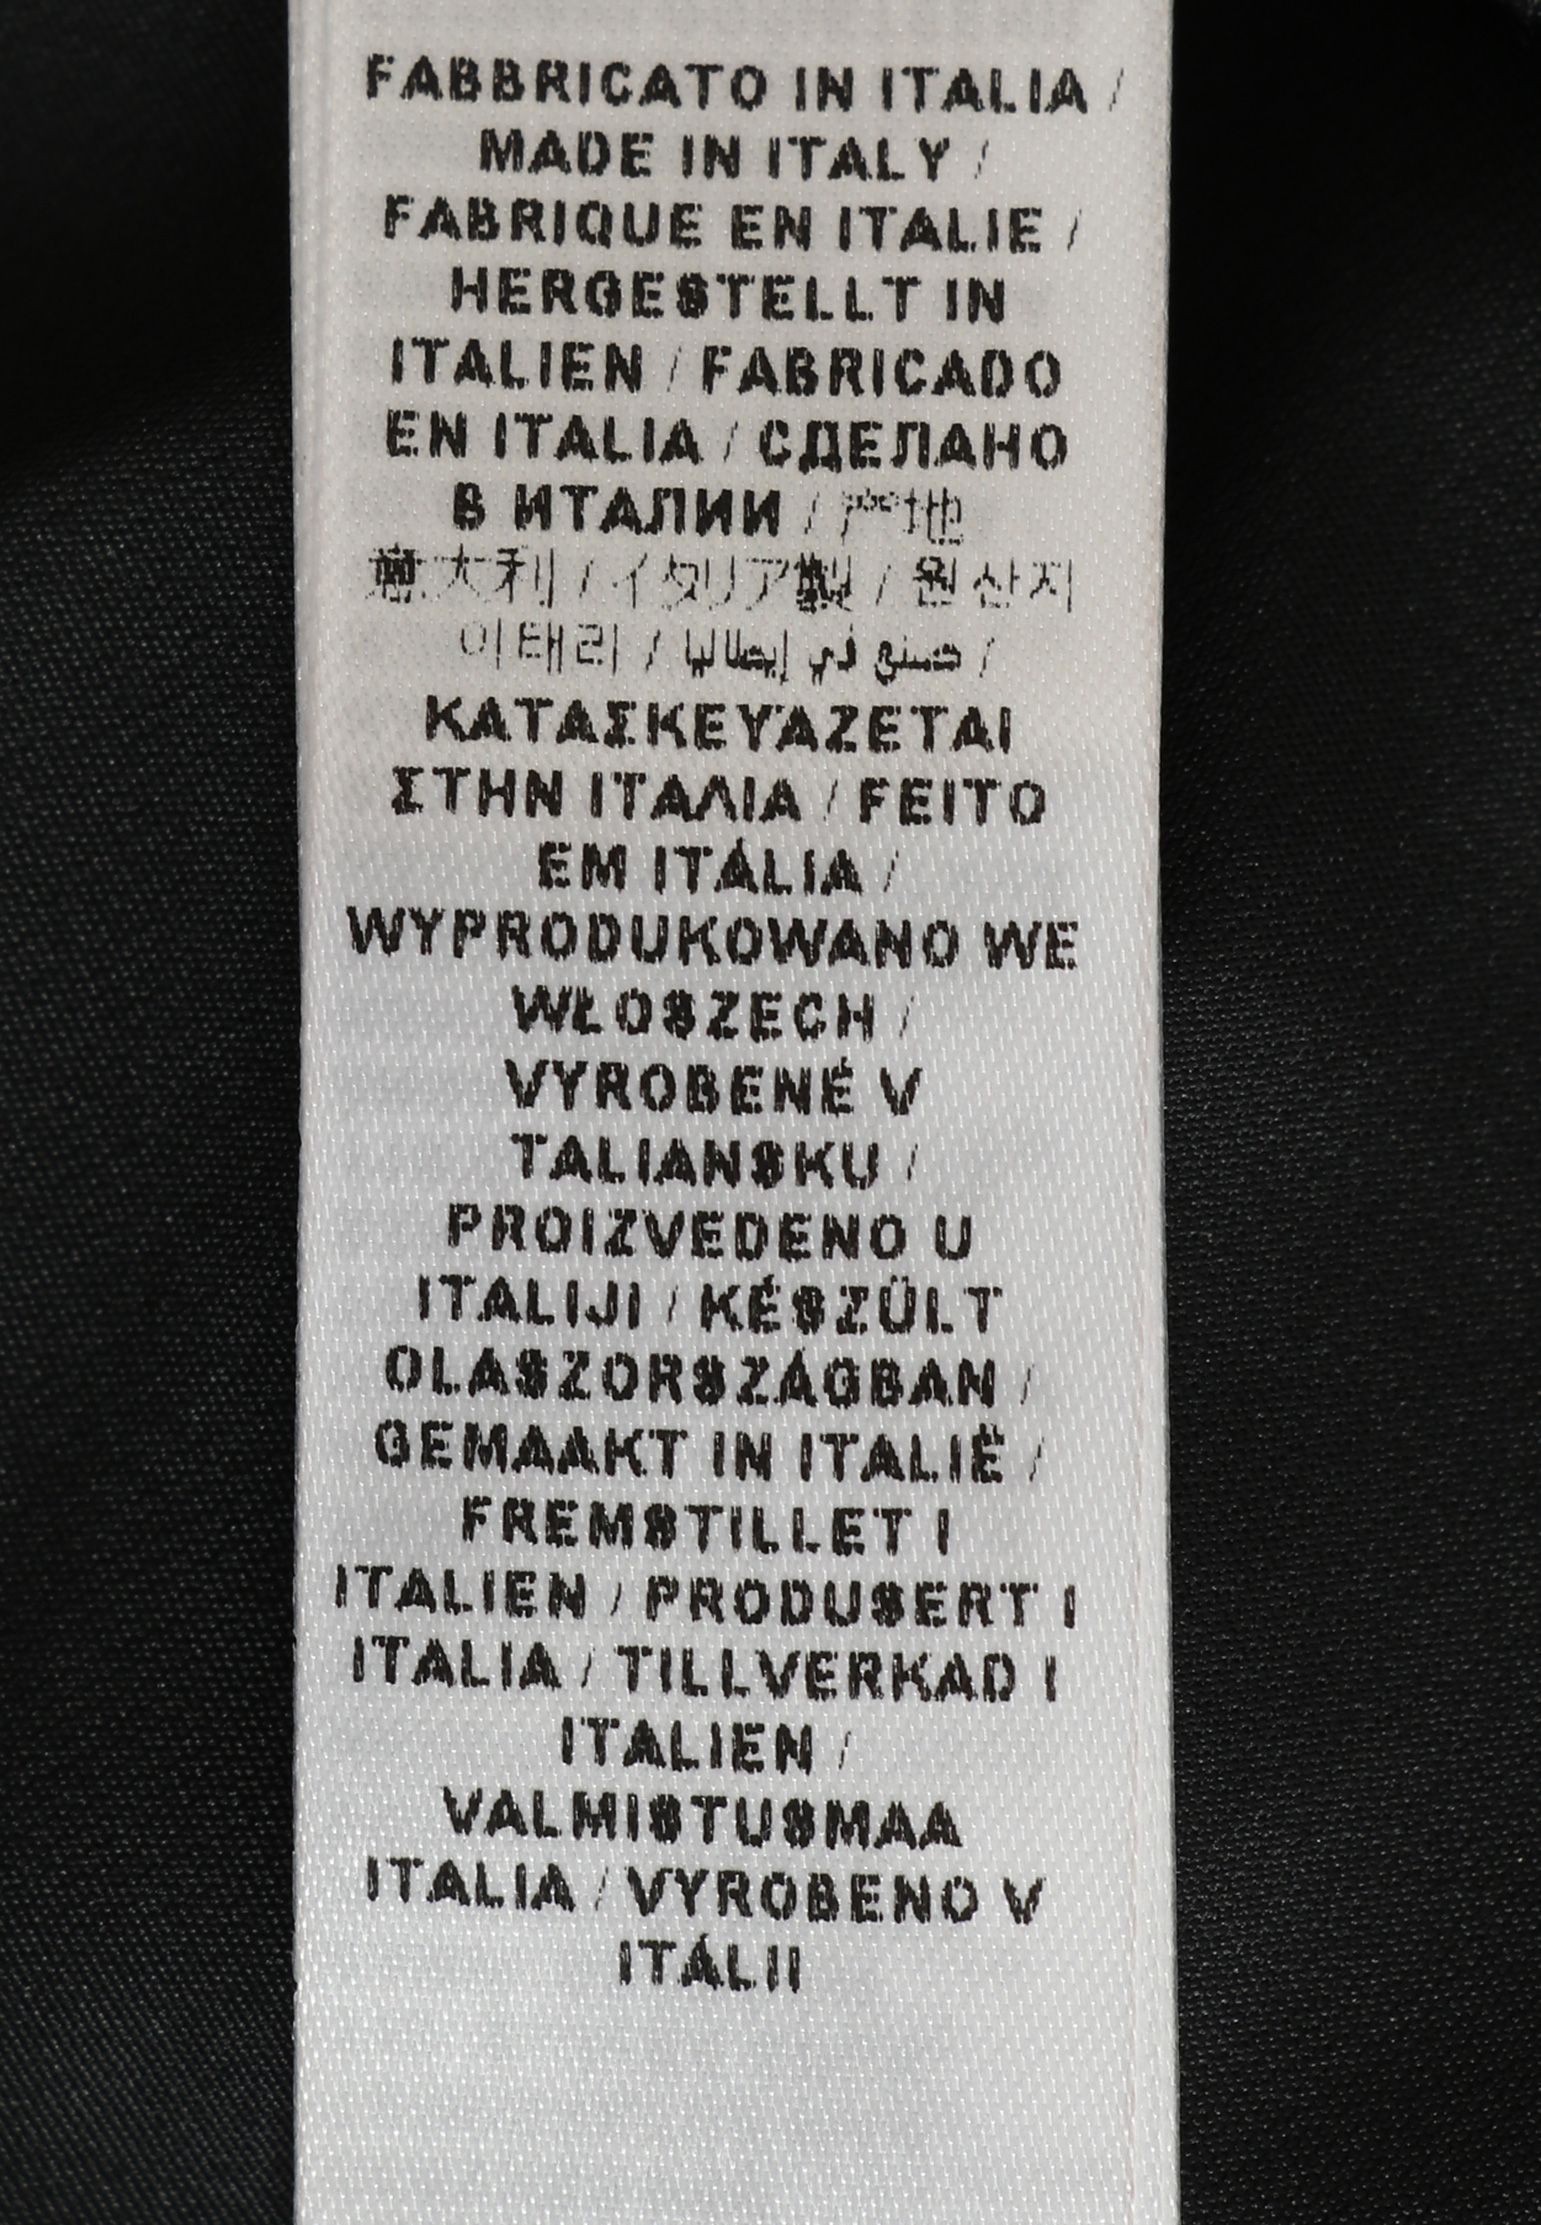 FABBRICATO IN ITALIA /
MADE IN ITALY /
FABRIQUE EN ITALIE /
HERGESTELLT IN
ITALIEN / FABRICADO
EN ITALIA / СДЕЛАНО
В ИТАЛИИ / 产地
意大利 / イタリア製 / 원산지
이태리 / صنع في إيطاليا /
ΚΑΤΑΣΚΕΥΆΖΕΤΑΙ
ΣΤΗΝ ΙΤΑΛΙΑ / FEITO
EM ITÁLIA /
WYPRODUKOWANO WE
WŁOSZECH /
VYROBENÉ V
TALIANSKU /
PROIZVEDENO U
ITALIJI / KÉSZÜLT
OLASZORSZÁGBAN /
GEMAAKT IN ITALIË /
FREMSTILLET I
ITALIEN / PRODUSERT I
ITALIA / TILLVERKAD I
ITALIEN /
VALMISTUSMAA
ITALIA / VYROBENO V
ITÁLII